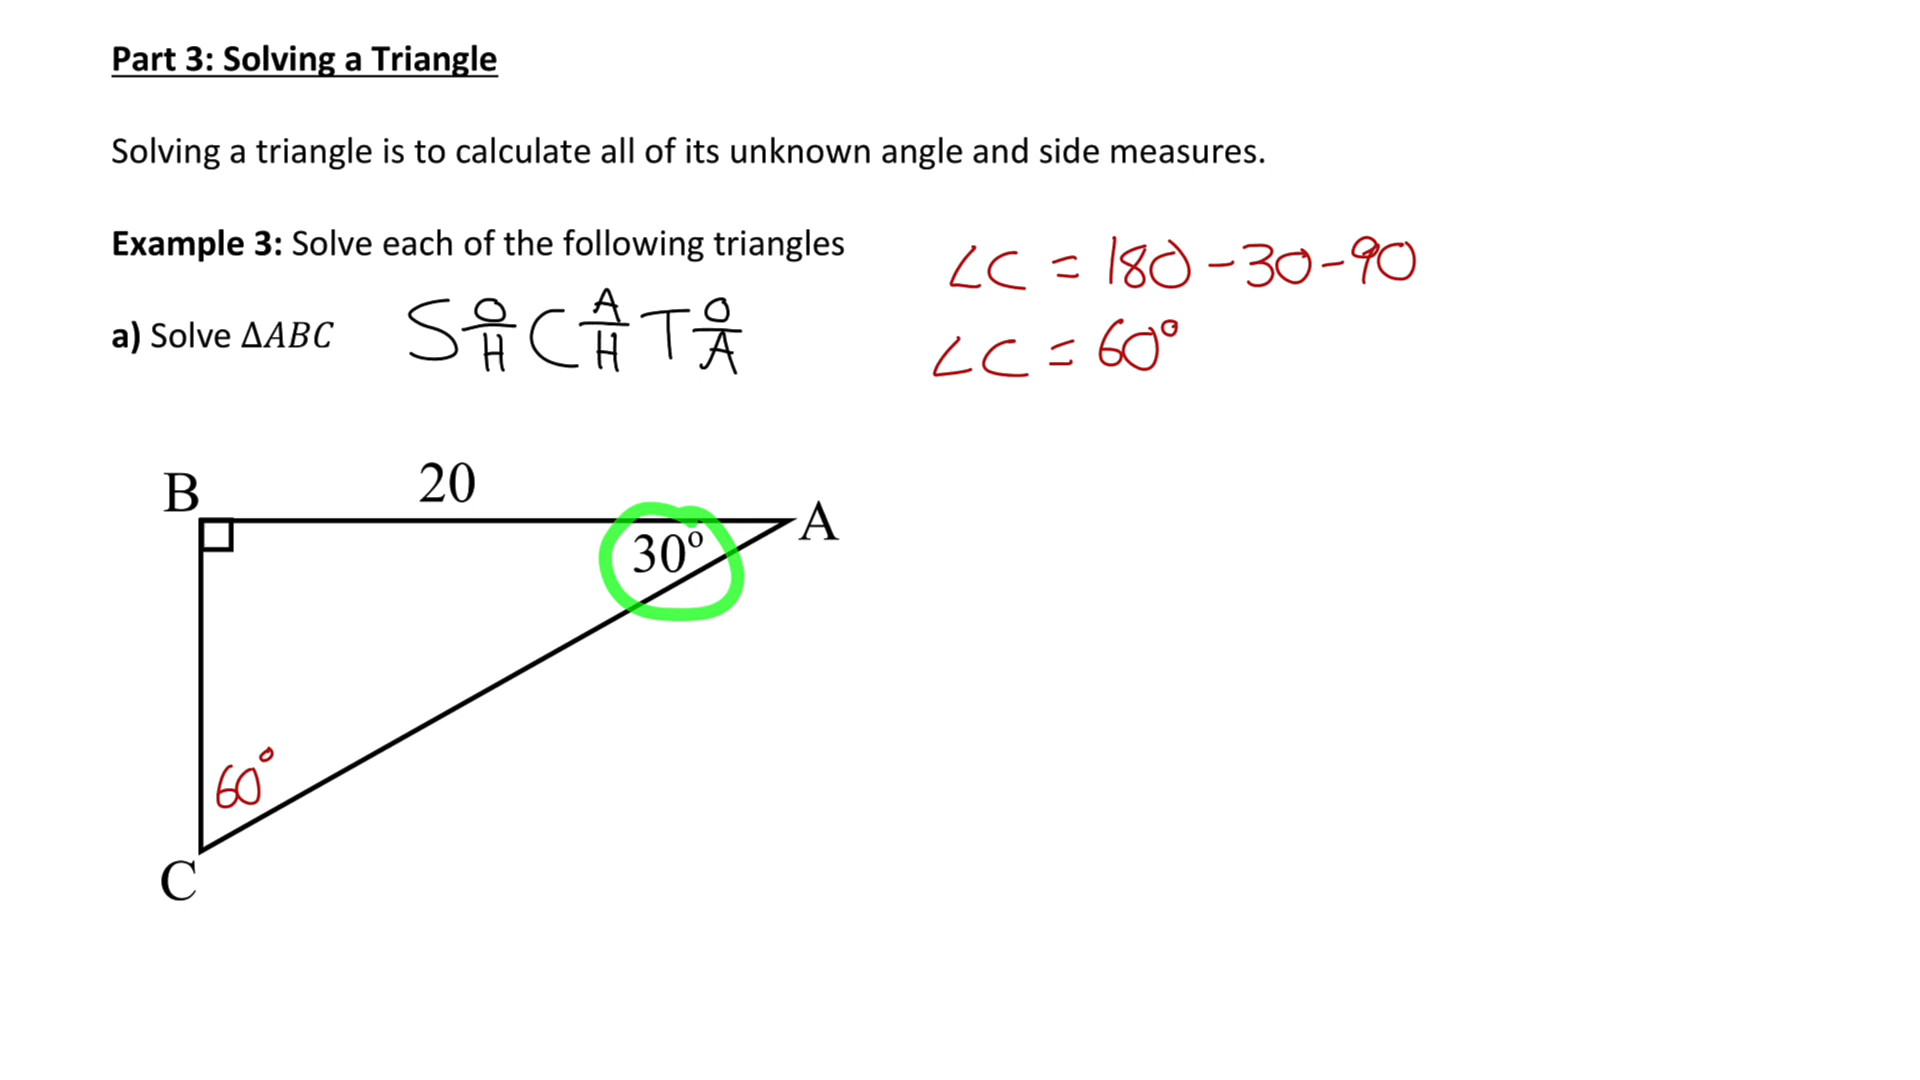 Part 3: Solving a Triangle
Solving a triangle is to calculate all of its unknown angle and side measures.
Example 3: Solve each of the following triangles
∠C = 180 - 30 - 90
a) Solve ΔABC
S O/H C A/H T O/A
∠C = 60°
B
20
A
30°
60°
C